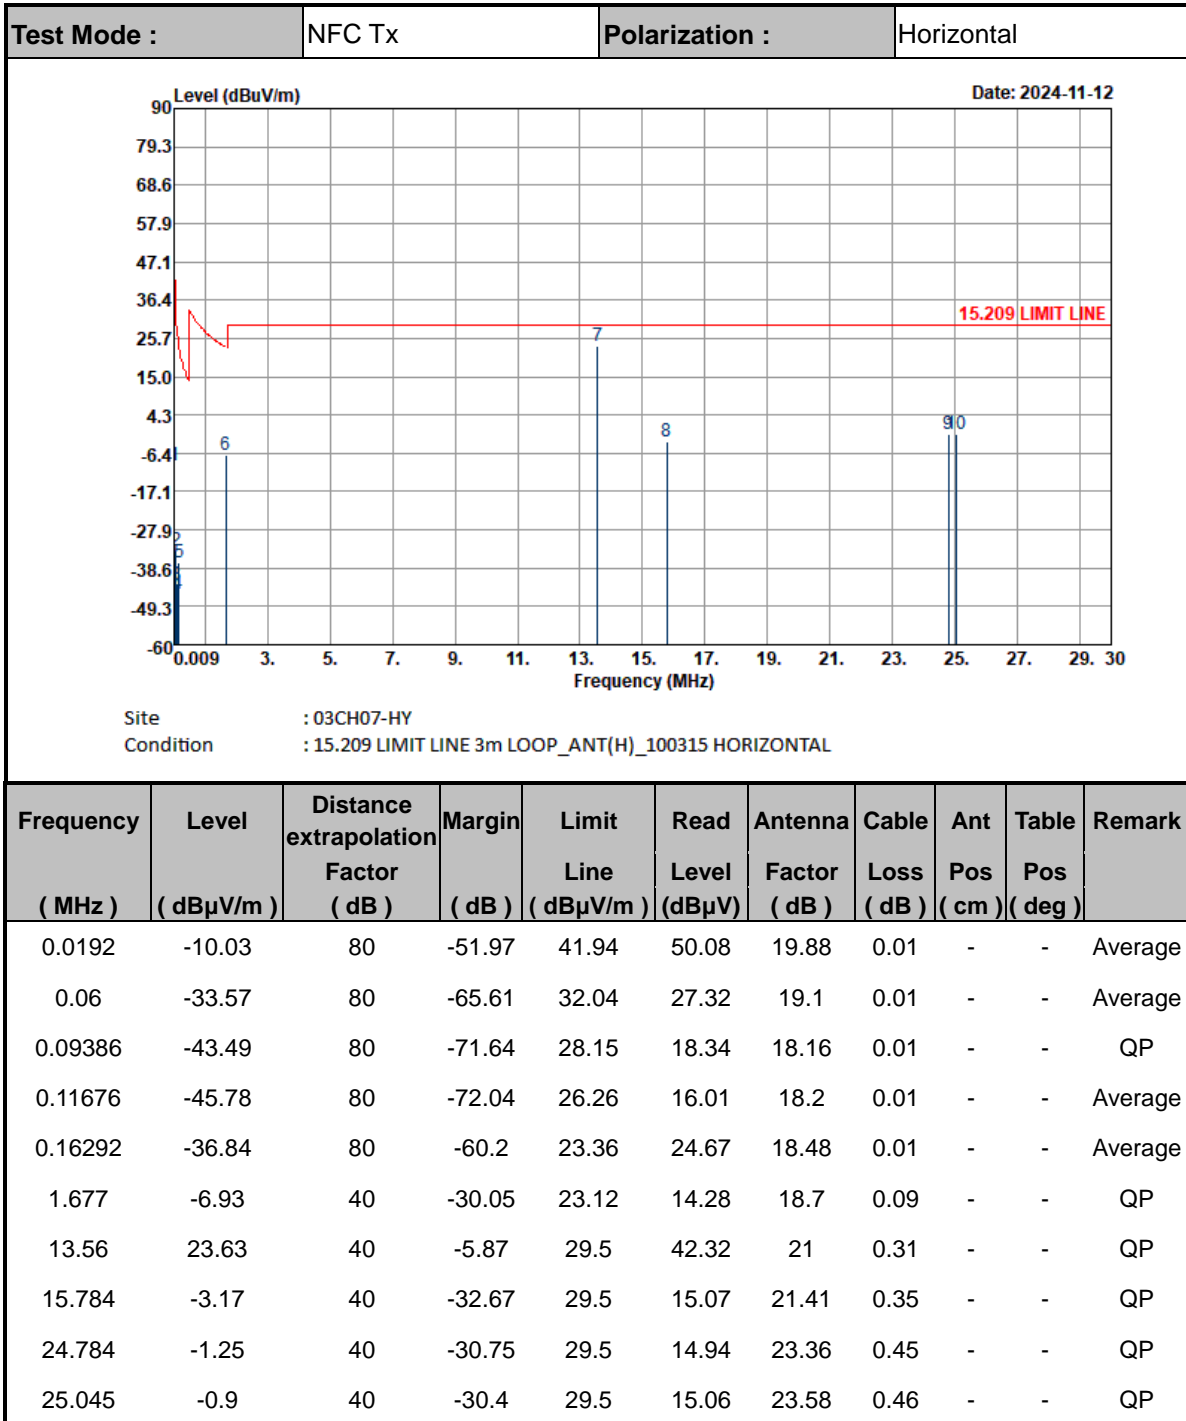 Test Mode : NFC Tx Polarization : Horizontal
Level (dBuV/m) Date: 2024-11-12
90
79.3
68.6
57.9
47.1
36.4
15.209 LIMIT LINE
25.7
7
15.0
4.3
9 10
8
6
-6.4
1
-17.1
-27.9
2
5
-38.6
4
-49.3
-60
0.009 3. 5. 7. 9. 11. 13. 15. 17. 19. 21. 23. 25. 27. 29. 30
Frequency (MHz)
Site : 03CH07-HY
Condition : 15.209 LIMIT LINE 3m LOOP_ANT(H)_100315 HORIZONTAL
Frequency Level Distance extrapolation Margin Limit Read Antenna Cable Ant Table Remark
Factor Line Level Factor Loss Pos Pos
( MHz ) ( dBµV/m ) ( dB ) ( dB ) ( dBµV/m ) (dBµV) ( dB ) ( dB ) ( cm ) ( deg )
0.0192 -10.03 80 -51.97 41.94 50.08 19.88 0.01 - - Average
0.06 -33.57 80 -65.61 32.04 27.32 19.1 0.01 - - Average
0.09386 -43.49 80 -71.64 28.15 18.34 18.16 0.01 - - QP
0.11676 -45.78 80 -72.04 26.26 16.01 18.2 0.01 - - Average
0.16292 -36.84 80 -60.2 23.36 24.67 18.48 0.01 - - Average
1.677 -6.93 40 -30.05 23.12 14.28 18.7 0.09 - - QP
13.56 23.63 40 -5.87 29.5 42.32 21 0.31 - - QP
15.784 -3.17 40 -32.67 29.5 15.07 21.41 0.35 - - QP
24.784 -1.25 40 -30.75 29.5 14.94 23.36 0.45 - - QP
25.045 -0.9 40 -30.4 29.5 15.06 23.58 0.46 - - QP